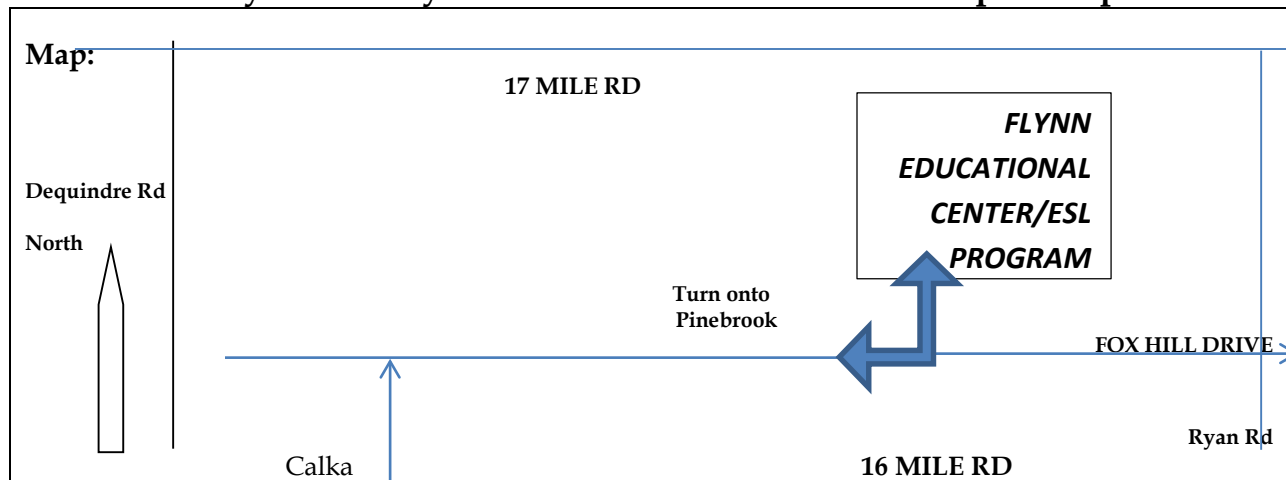 Map:
17 MILE RD
FLYNN
EDUCATIONAL
CENTER/ESL
PROGRAM
Dequindre Rd
North
Turn onto
Pinebrook
FOX HILL DRIVE
Ryan Rd
Calka
16 MILE RD